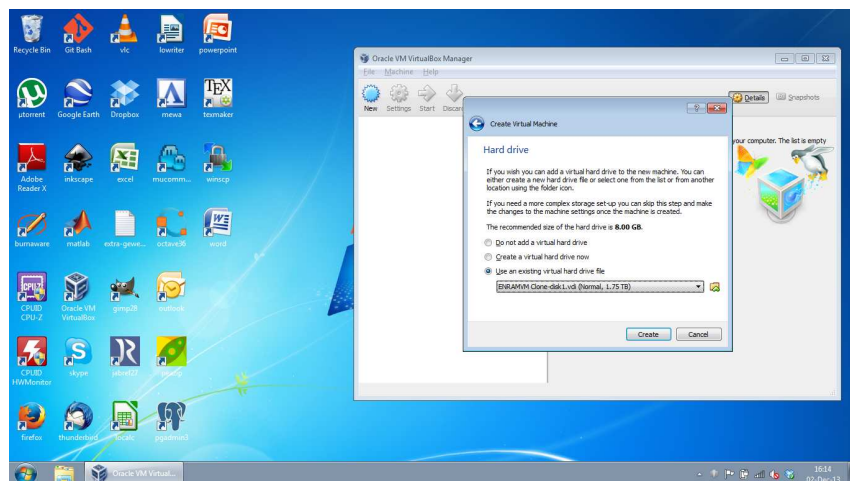 Recycle Bin
Git Bash
vlc
lowriter
powerpoint
µtorrent
Google Earth
Dropbox
mewa
texmaker
Adobe
Reader X
inkscape
excel
mucomm...
winscp
burnaware
matlab
extra-gewe...
octave36
word
CPUID
CPU-Z
Oracle VM
VirtualBox
gimp28
outlook
CPUID
HWMonitor
skype
firefox
thunderbird
localc
pgadmin3
Oracle VM VirtualBox Manager
File Machine Help
New Settings Start Discar
Details Snapshots
your computer. The list is empty
Create Virtual Machine
Hard drive
If you wish you can add a virtual hard drive to the new machine. You can
either create a new hard drive file or select one from the list or from another
location using the folder icon.
If you need a more complex storage set-up you can skip this step and make
the changes to the machine settings once the machine is created.
The recommended size of the hard drive is 8.00 GB.
Do not add a virtual hard drive
Create a virtual hard drive now
Use an existing virtual hard drive file
ENRAMVM Clone-disk1.vdi (Normal, 1.75 TB)
Create Cancel
Oracle VM Virtual...
16:14
02-Dec-13